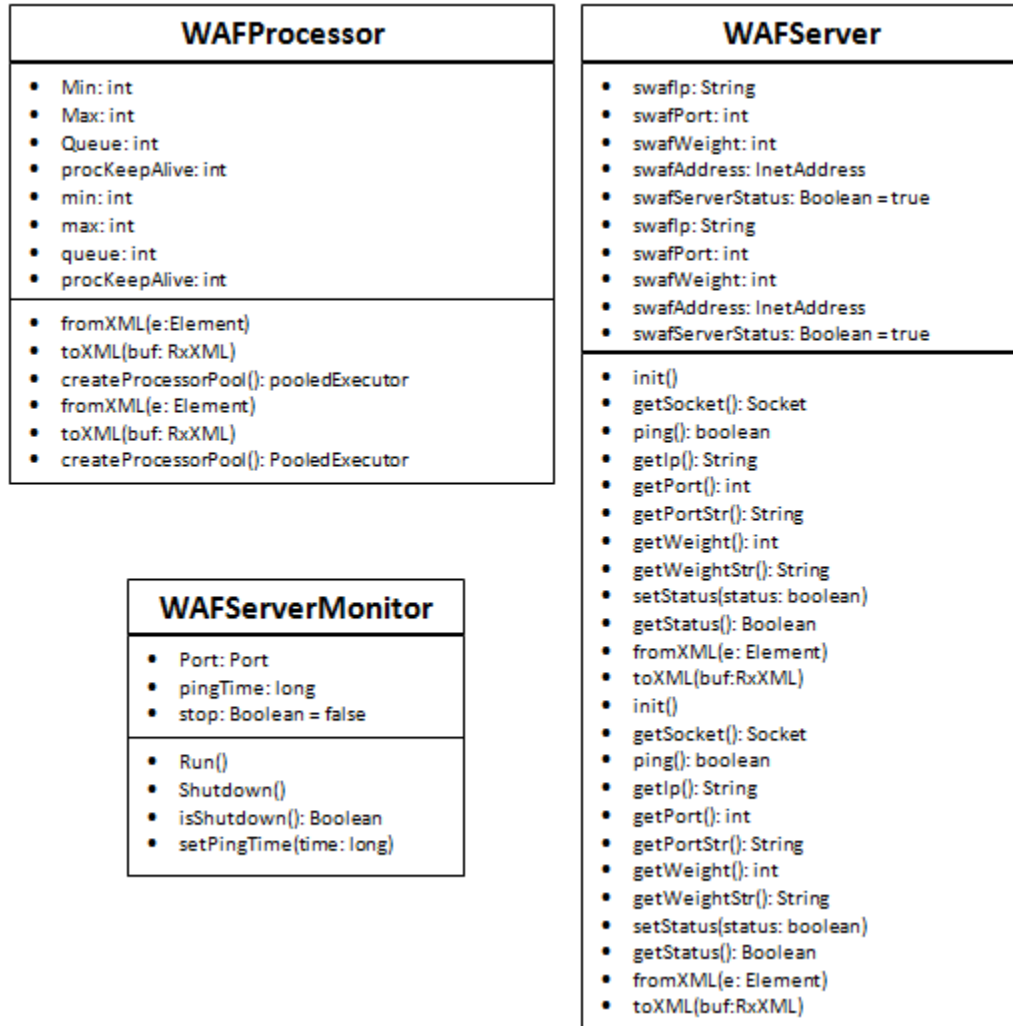 WAFProcessor
• Min: int
• Max: int
• Queue: int
• procKeepAlive: int
• min: int
• max: int
• queue: int
• procKeepAlive: int
• fromXML(e:Element)
• toXML(buf: RxXML)
• createProcessorPool(): pooledExecutor
• fromXML(e: Element)
• toXML(buf: RxXML)
• createProcessorPool(): PooledExecutor
WAFServerMonitor
• Port: Port
• pingTime: long
• stop: Boolean = false
• Run()
• Shutdown()
• isShutdown(): Boolean
• setPingTime(time: long)
WAFServer
• swafIp: String
• swafPort: int
• swafWeight: int
• swafAddress: InetAddress
• swafServerStatus: Boolean = true
• swafIp: String
• swafPort: int
• swafWeight: int
• swafAddress: InetAddress
• swafServerStatus: Boolean = true
• init()
• getSocket(): Socket
• ping(): boolean
• getIp(): String
• getPort(): int
• getPortStr(): String
• getWeight(): int
• getWeightStr(): String
• setStatus(status: boolean)
• getStatus(): Boolean
• fromXML(e: Element)
• toXML(buf:RxXML)
• init()
• getSocket(): Socket
• ping(): boolean
• getIp(): String
• getPort(): int
• getPortStr(): String
• getWeight(): int
• getWeightStr(): String
• setStatus(status: boolean)
• getStatus(): Boolean
• fromXML(e: Element)
• toXML(buf:RxXML)